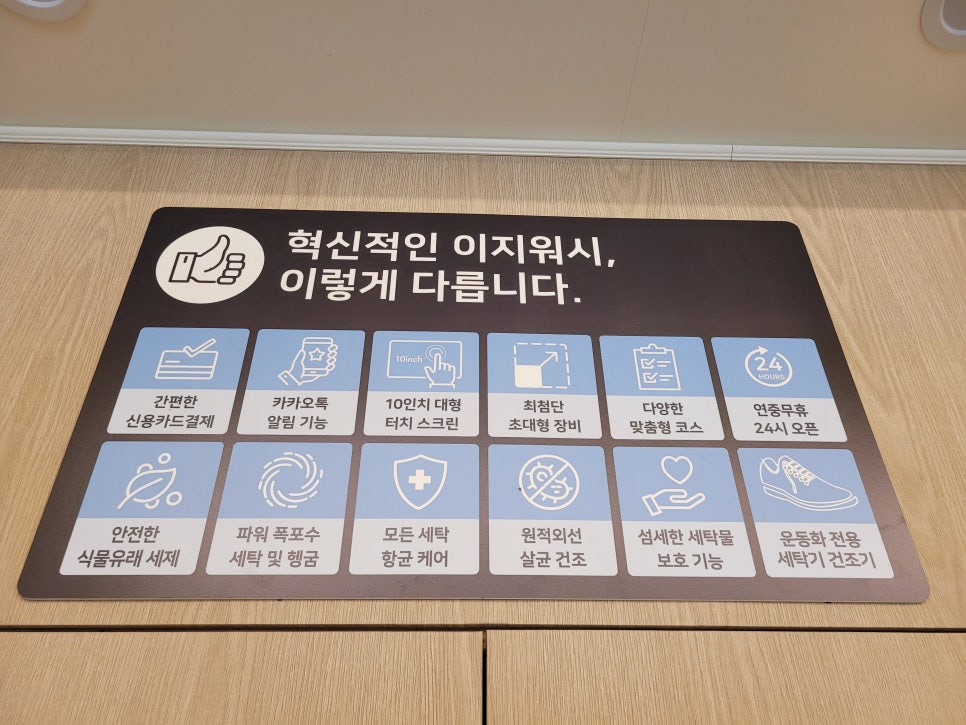 혁신적인 이지워시,
이렇게 다릅니다.
간편한
신용카드결제
카카오톡
알림 기능
10inch
10인치 대형
터치 스크린
최첨단
초대형 장비
다양한
맞춤형 코스
24
HOURS
연중무휴
24시 오픈
안전한
식물유래 세제
파워 폭포수
세탁 및 헹굼
모든 세탁
항균 케어
원적외선
살균 건조
섬세한 세탁물
보호 기능
운동화 전용
세탁기 건조기